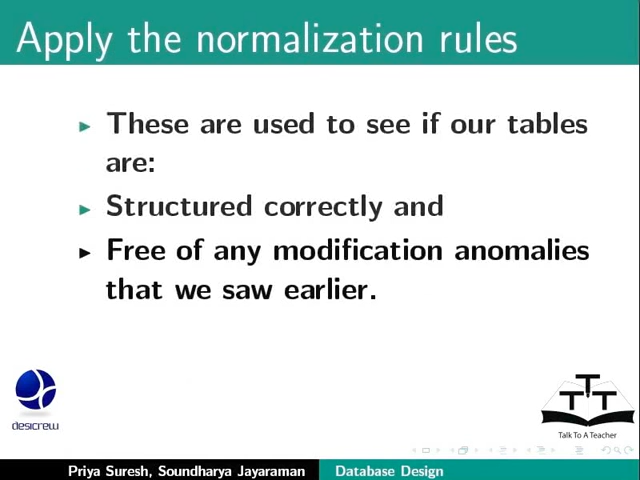 Apply the normalization rules
These are used to see if our tables
are:
Structured correctly and
Free of any modification anomalies
that we saw earlier.
desicrew
T T T
Talk To A Teacher
Priya Suresh, Soundharya Jayaraman Database Design